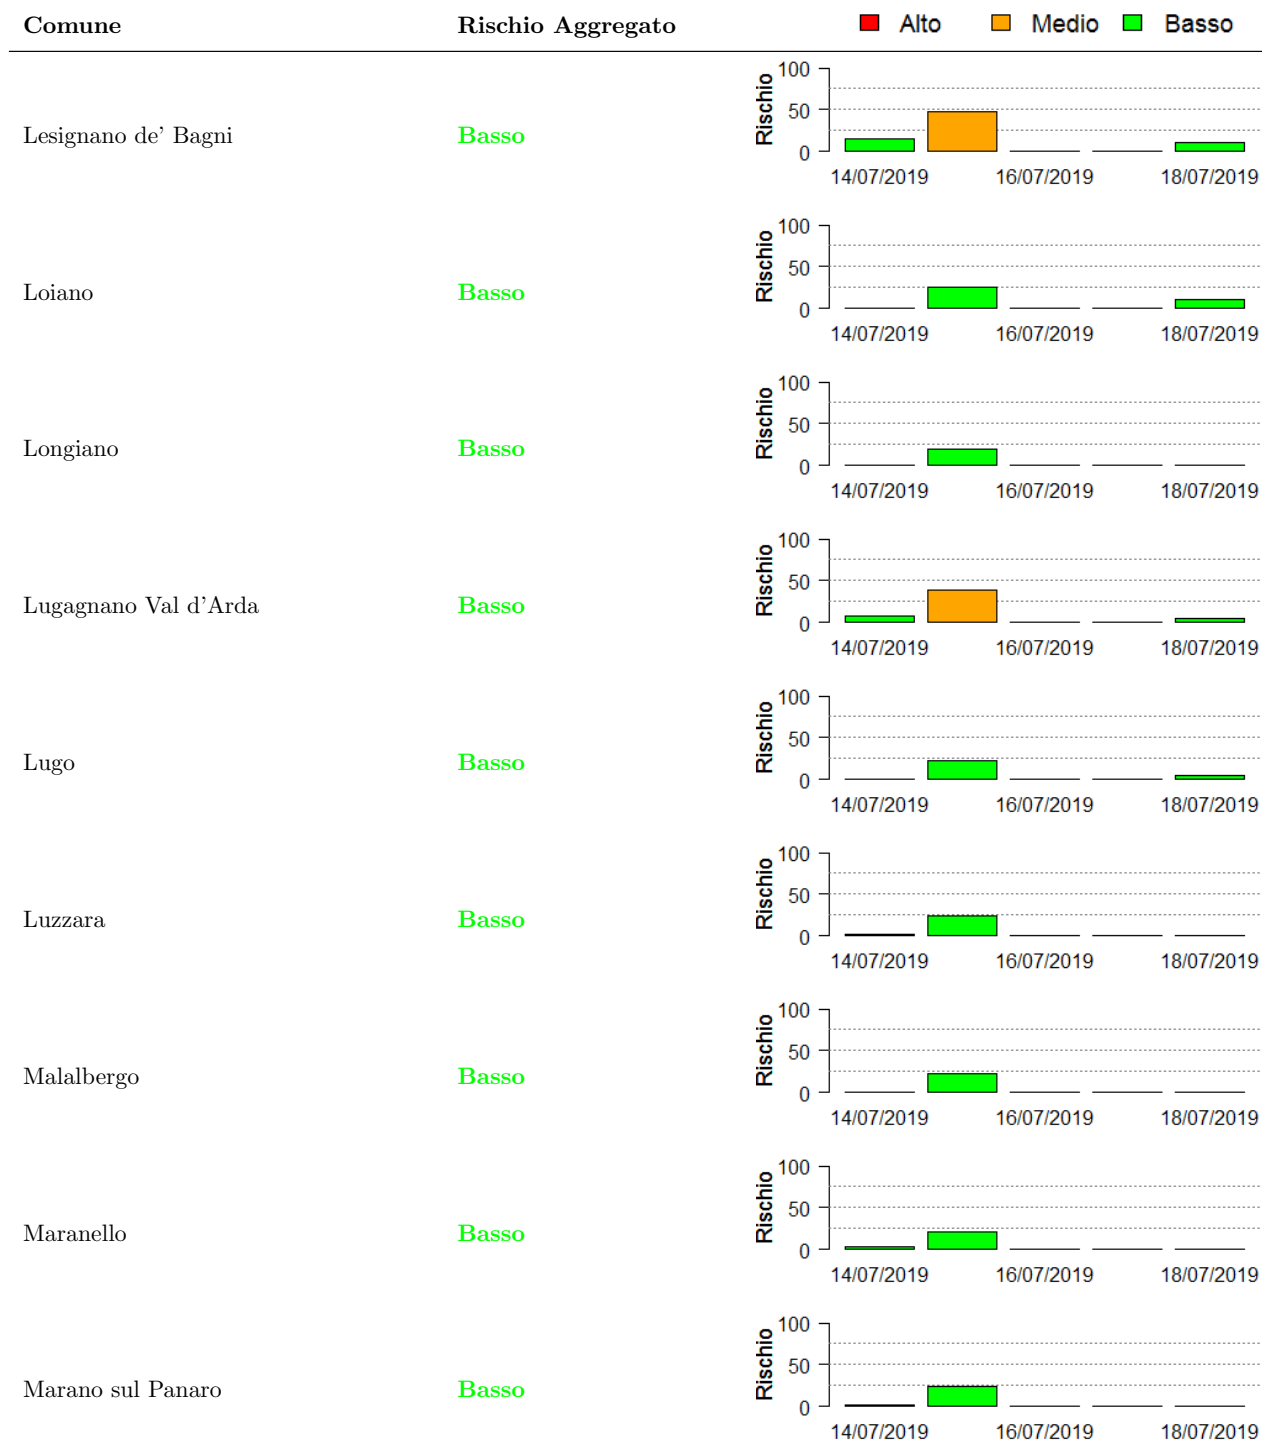 Comune Rischio Aggregato Alto Medio Basso
Lesignano de' Bagni Basso Rischio 100 50 0
14/07/2019 16/07/2019 18/07/2019
Loiano Basso Rischio 100 50 0
14/07/2019 16/07/2019 18/07/2019
Longiano Basso Rischio 100 50 0
14/07/2019 16/07/2019 18/07/2019
Lugagnano Val d'Arda Basso Rischio 100 50 0
14/07/2019 16/07/2019 18/07/2019
Lugo Basso Rischio 100 50 0
14/07/2019 16/07/2019 18/07/2019
Luzzara Basso Rischio 100 50 0
14/07/2019 16/07/2019 18/07/2019
Malalbergo Basso Rischio 100 50 0
14/07/2019 16/07/2019 18/07/2019
Maranello Basso Rischio 100 50 0
14/07/2019 16/07/2019 18/07/2019
Marano sul Panaro Basso Rischio 100 50 0
14/07/2019 16/07/2019 18/07/2019